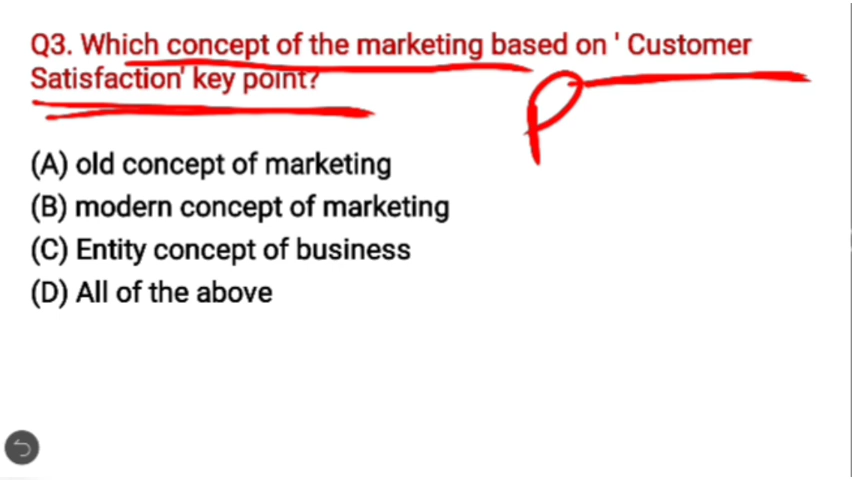 Q3. Which concept of the marketing based on ' Customer
Satisfaction' key point?
P
(A) old concept of marketing
(B) modern concept of marketing
(C) Entity concept of business
(D) All of the above